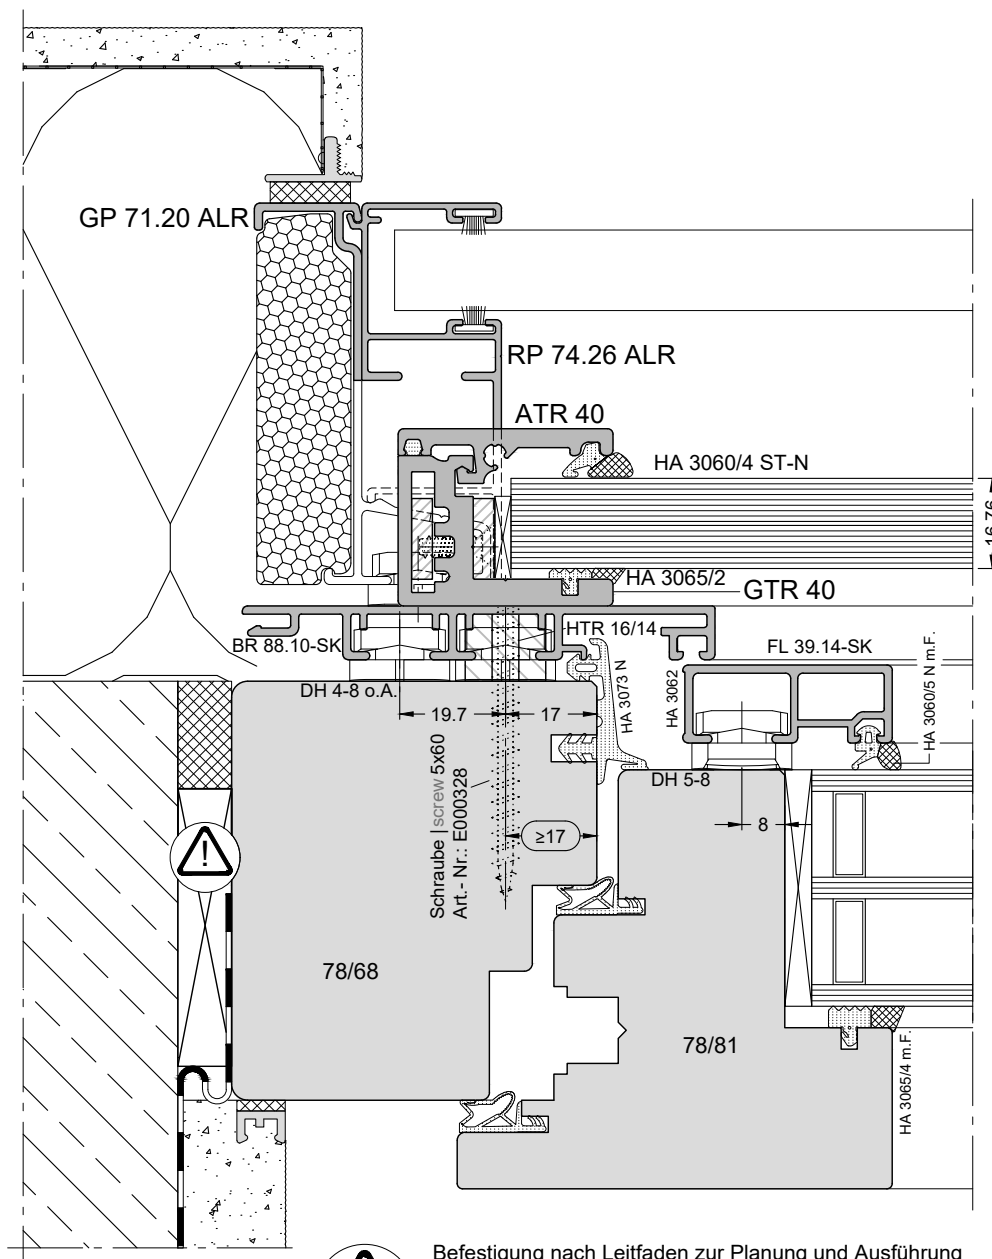 GP 71.20 ALR
RP 74.26 ALR
ATR 40
HA 3060/4 ST-N
16.76
HA 3065/2
GTR 40
BR 88.10-SK
HTR 16/14
FL 39.14-SK
HA 3073 N
HA 3062
HA 3060/5 N m.F.
DH 4-8 o.A.
19.7
17
DH 5-8
8
Schraube | screw 5x60
Art.- Nr.: E000328
≥17
78/68
78/81
HA 3065/4 m.F.
Befestigung nach Leitfaden zur Planung und Ausführung